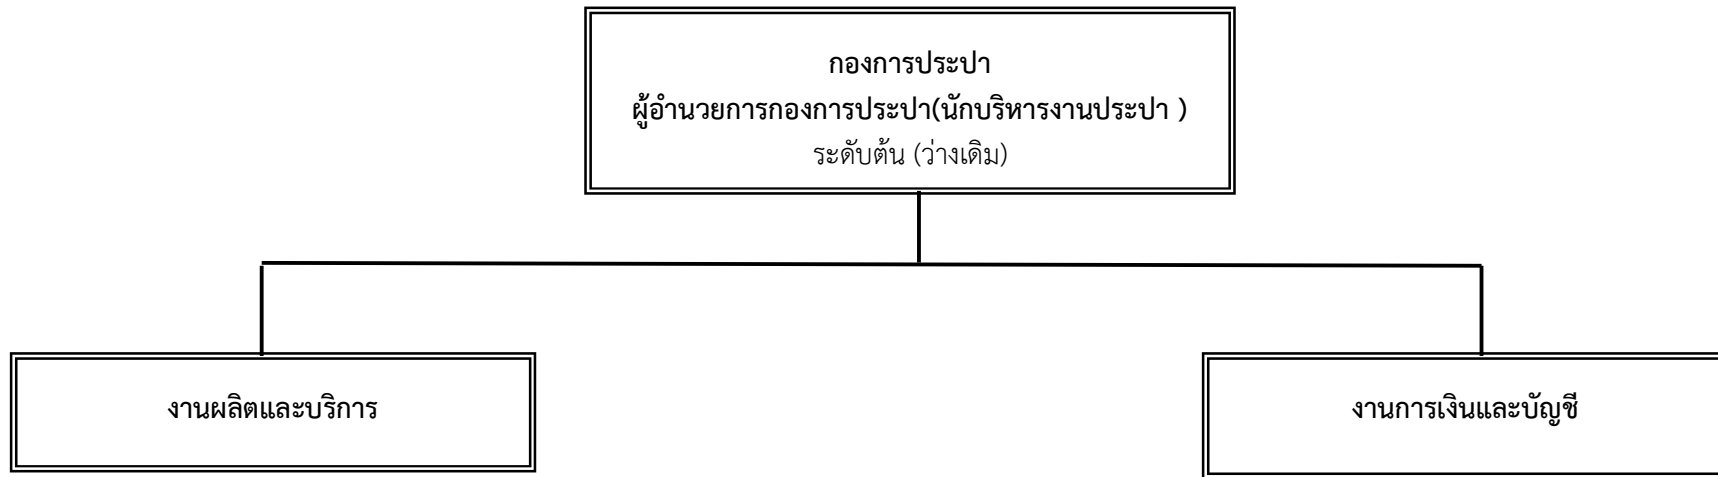 กองการประปา
ผู้อำนวยการกองการประปา(นักบริหารงานประปา )
ระดับต้น (ว่างเดิม)
งานผลิตและบริการ
งานการเงินและบัญชี